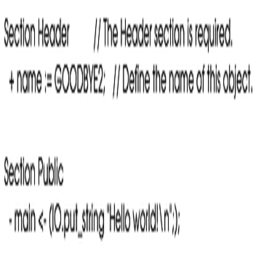 Section Header // The Header section is required.
+ name := GOODBYE2; // Define the name of this object.
Section Public
- main <- (IO.put_string "Hello world!\n";);